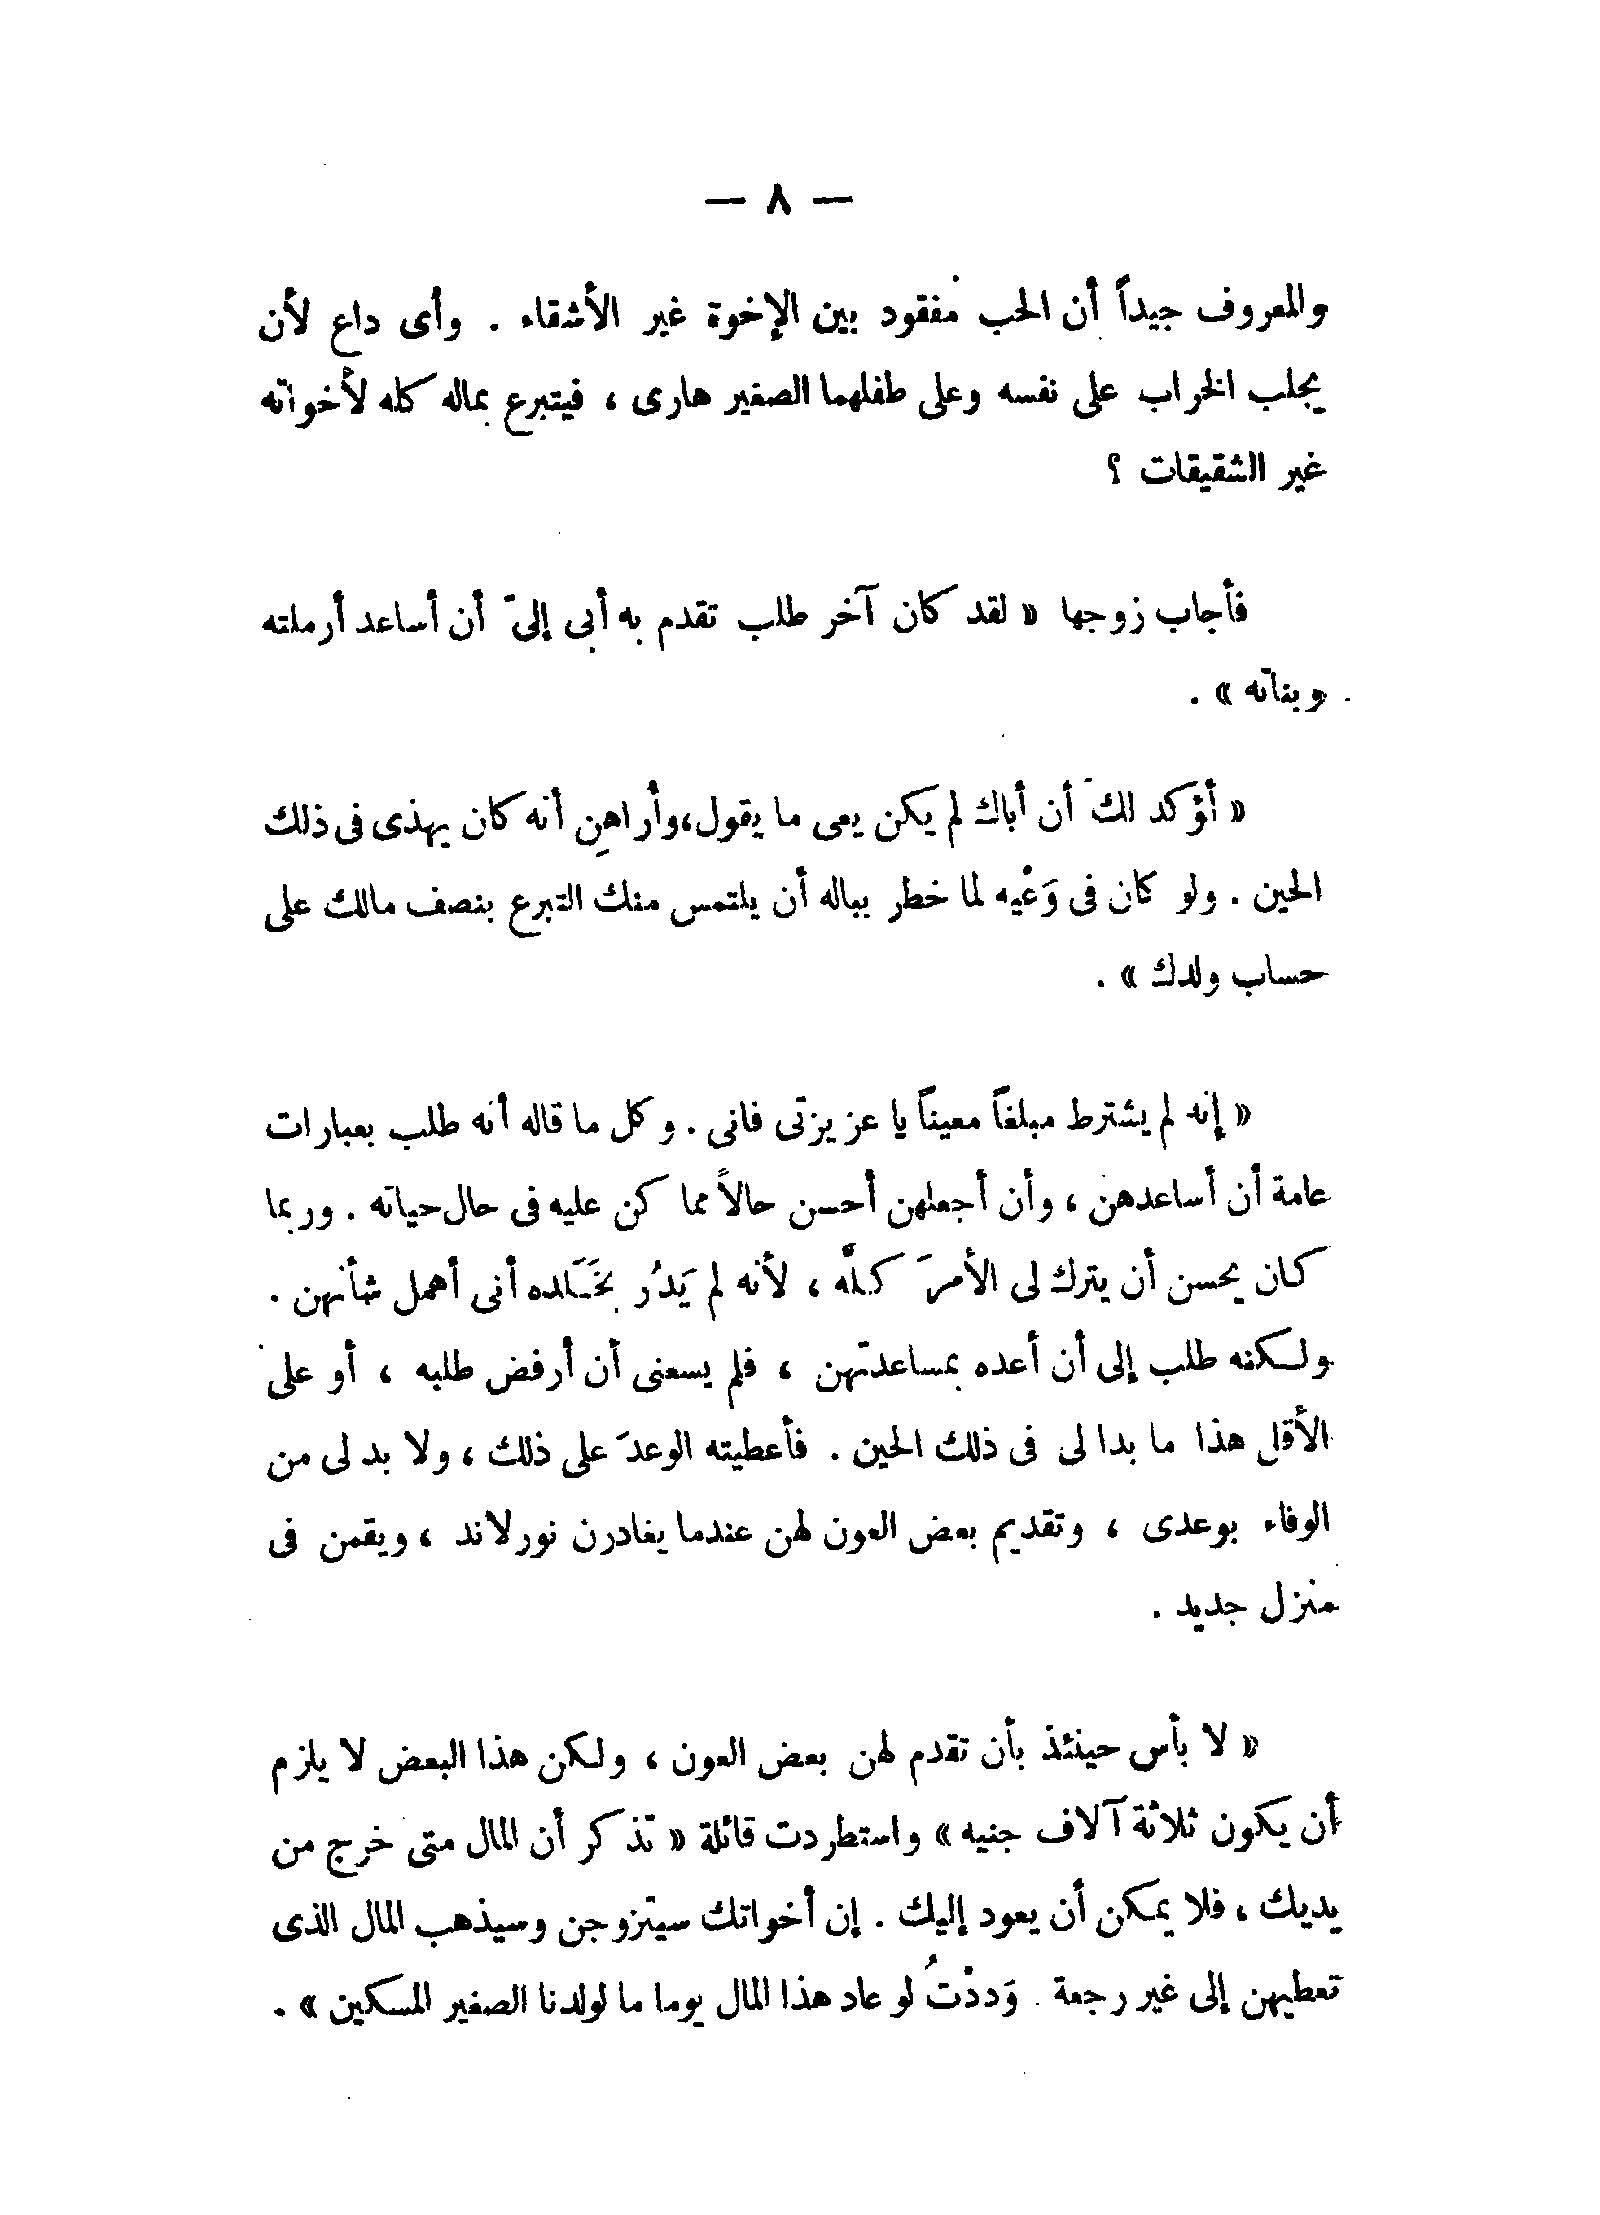 — ٨ —
والمعروف جيداً أن الحب مفقود بين الإخوة غير الأشقاء . وأى داع لأن
يجلب الخراب على نفسه وعلى طفلهما الصغير هارى ، فيتبرع بماله كله لأخواته
غير الشقيقات ؟
فأجاب زوجها « لقد كان آخر طلب تقدم به أبى إلىّ أن أساعد أرملته
وبناته » .
« أؤكد لكَ أن أباك لم يكن يعى ما يقول، وأراهِن أنه كان يهذى فى ذلك
الحين . ولو كان فى وَعْيه لما خطر بباله أن يلتمس منك التبرع بنصف مالك على
حساب ولدك » .
« إنه لم يشترط مبلغاً معيناً يا عزيزتى فانى . وكل ما قاله أنه طلب بعبارات
عامة أن أساعدهن ، وأن أجعلهن أحسن حالاً مما كن عليه فى حال حياته . وربما
كان يحسن أن يترك لى الأمرَ كلَّه ، لأنه لم يَدُر بخَلَده أنى أهمل شأنهن .
ولكنه طلب إلى أن أعده بمساعدتهن ، فلم يسعنى أن أرفض طلبه ، أو على
الأقل هذا ما بدا لى فى ذلك الحين . فأعطيته الوعدَ على ذلك ، ولا بد لى من
الوفاء بوعدى ، وتقديم بعض العون لهن عندما يغادرن نورلاند ، ويقمن فى
منزل جديد .
« لا بأس حينئذ بأن تقدم لهن بعض العون ، ولكن هذا البعض لا يلزم
أن يكون ثلاثة آلاف جنيه » واستطردت قائلة « تذكر أن المال متى خرج من
يديك ، فلا يمكن أن يعود إليك . إن أخواتك سيتزوجن وسيذهب المال الذى
تعطيهن إلى غير رجعة . وَددْتُ لو عاد هذا المال يوما ما لولدنا الصغير المسكين » .